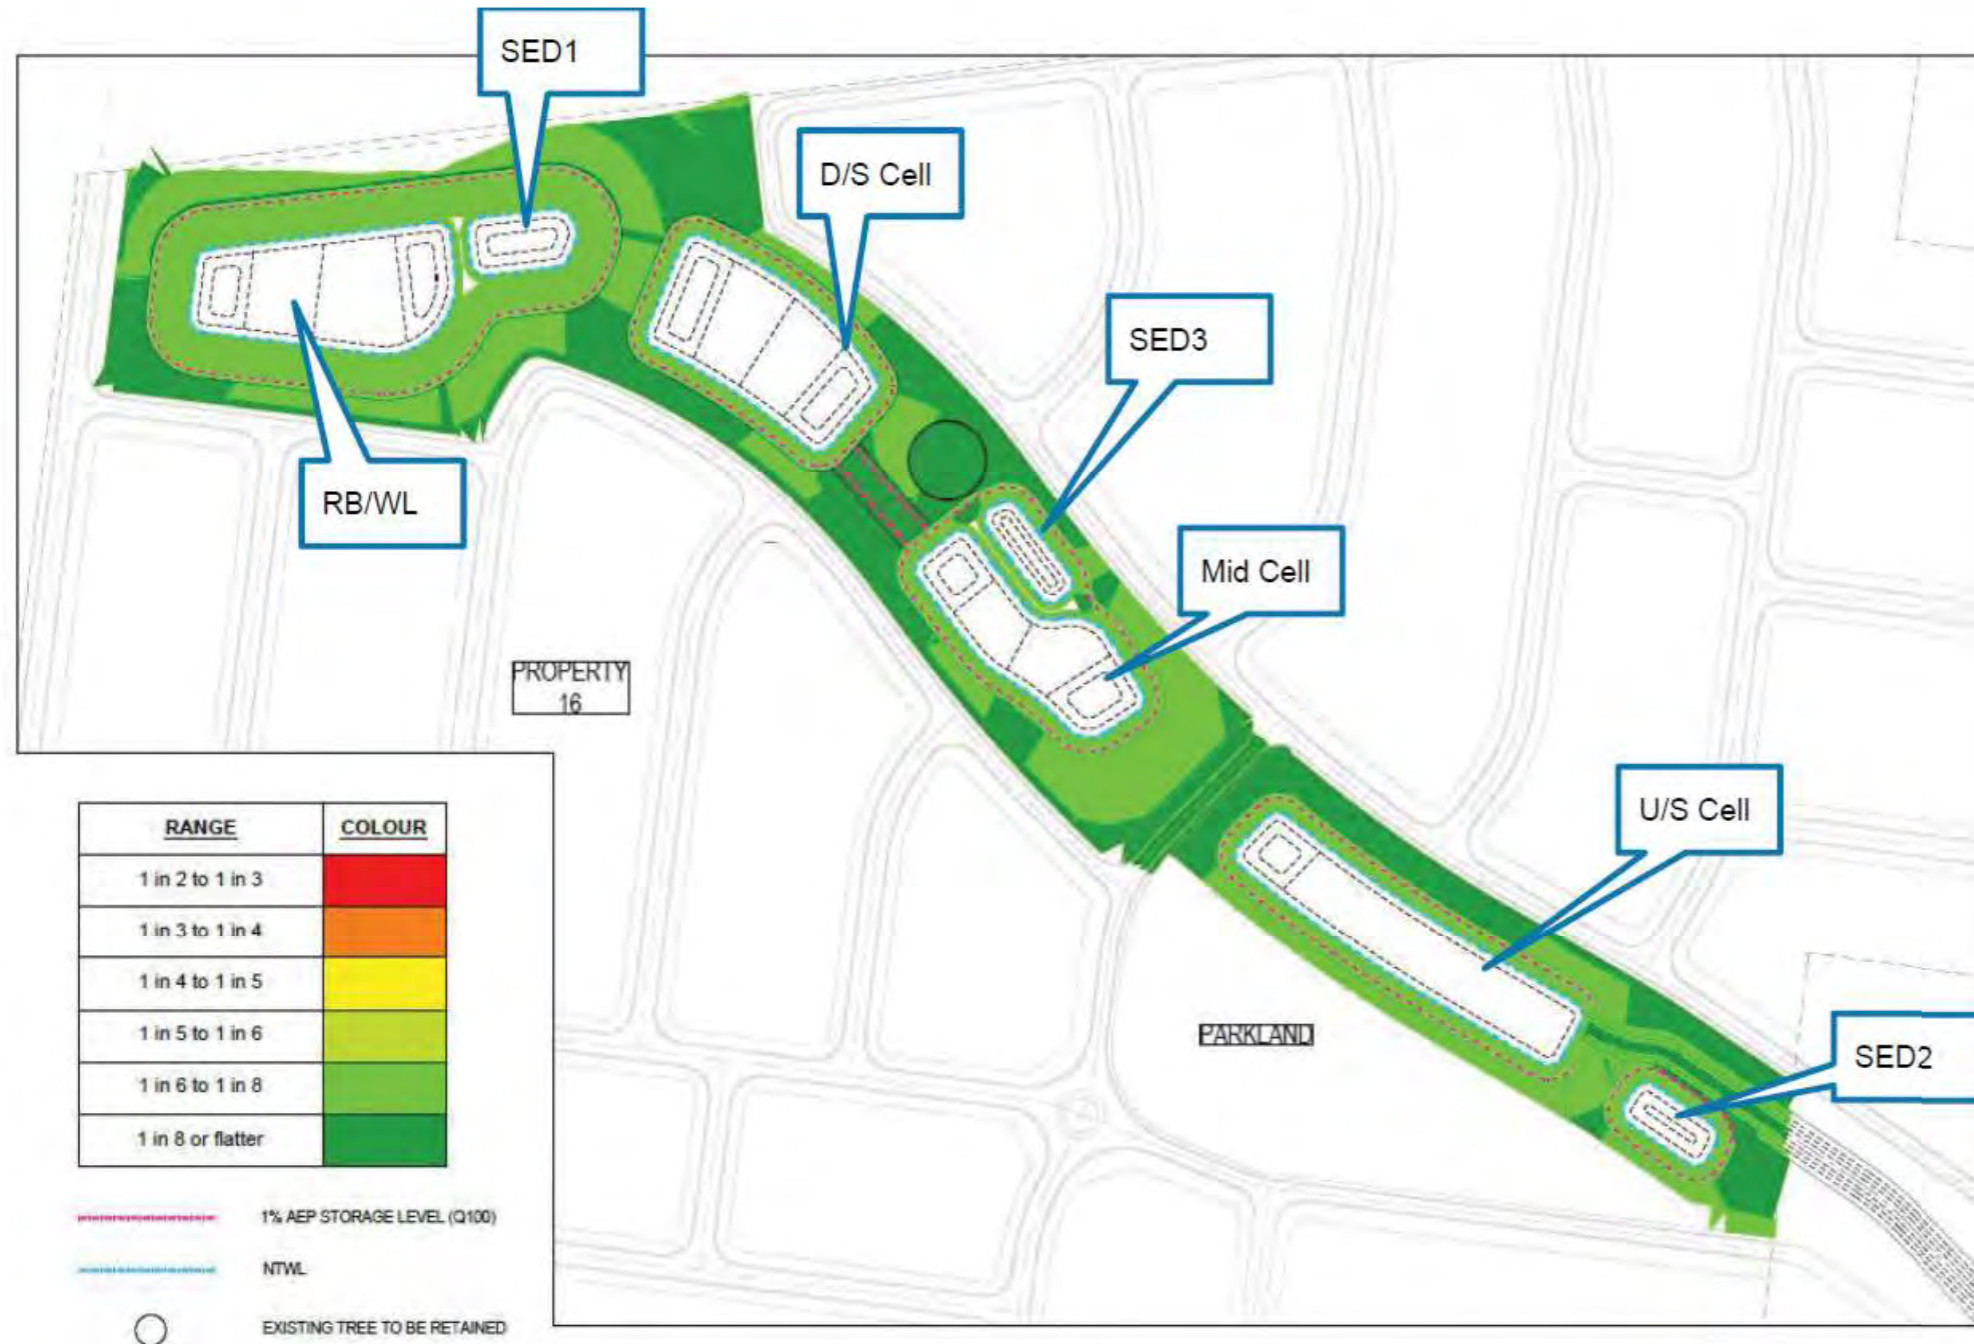 SED1
D/S Cell
SED3
RB/WL
Mid Cell
PROPERTY
16
U/S Cell
PARKLAND
SED2
RANGE COLOUR
1 in 2 to 1 in 3
1 in 3 to 1 in 4
1 in 4 to 1 in 5
1 in 5 to 1 in 6
1 in 6 to 1 in 8
1 in 8 or flatter
1% AEP STORAGE LEVEL (Q100)
NTWL
EXISTING TREE TO BE RETAINED